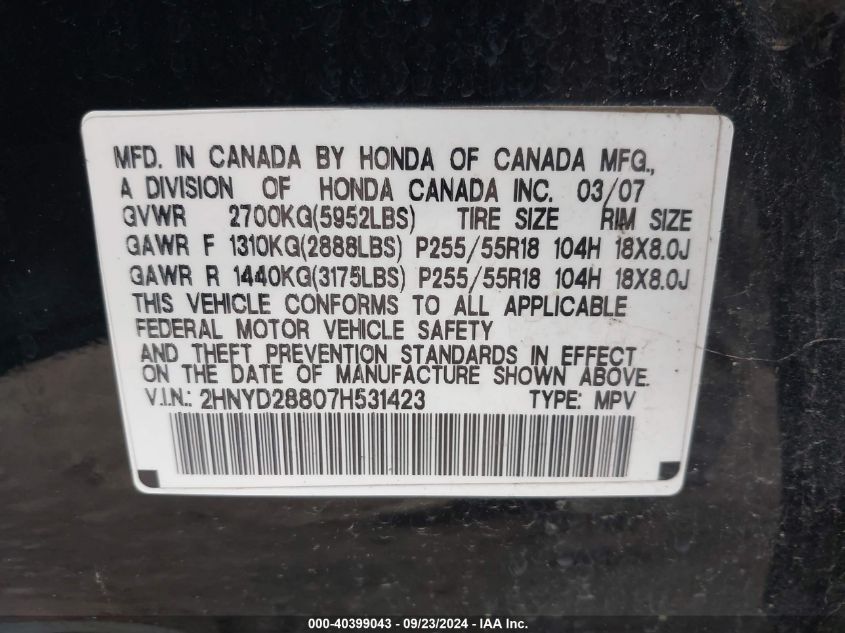 MFD. IN CANADA BY HONDA OF CANADA MFG.,
A DIVISION OF HONDA CANADA INC. 03/07
GVWR 2700KG(5952LBS) TIRE SIZE RIM SIZE
GAWR F 1310KG(2888LBS) P255/55R18 104H 18X8.0J
GAWR R 1440KG(3175LBS) P255/55R18 104H 18X8.0J
THIS VEHICLE CONFORMS TO ALL APPLICABLE
FEDERAL MOTOR VEHICLE SAFETY
AND THEFT PREVENTION STANDARDS IN EFFECT
ON THE DATE OF MANUFACTURE SHOWN ABOVE.
V.I.N.: 2HNYD28807H531423 TYPE: MPV
000-40399043 - 09/23/2024 - IAA Inc.